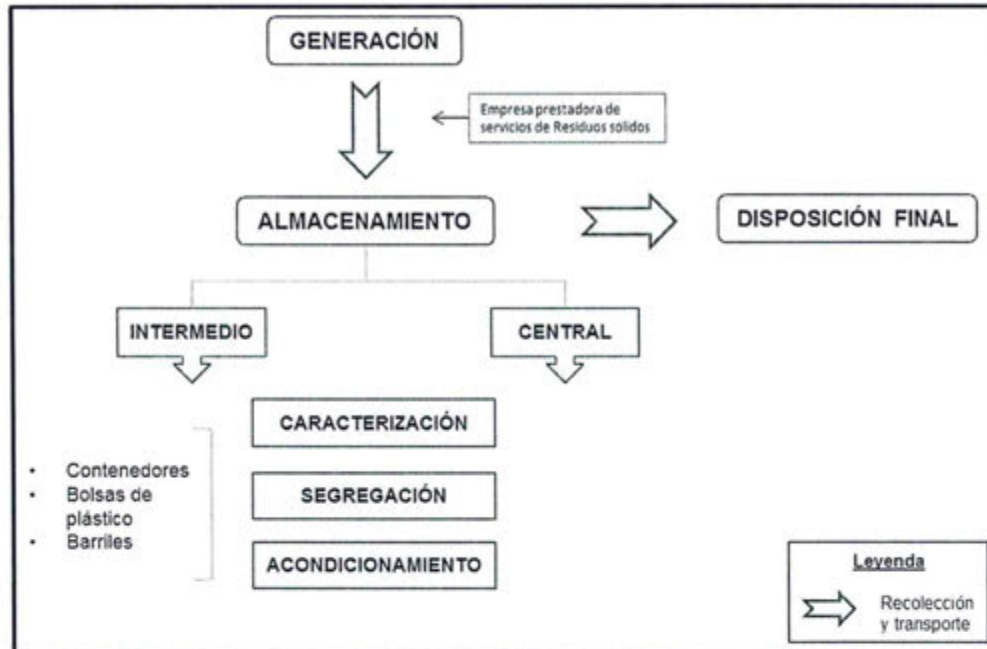 GENERACIÓN
Empresa prestadora de
servicios de Residuos sólidos
ALMACENAMIENTO
DISPOSICIÓN FINAL
INTERMEDIO
CENTRAL
CARACTERIZACIÓN
• Contenedores
• Bolsas de
plástico
• Barriles
SEGREGACIÓN
ACONDICIONAMIENTO
Leyenda
Recolección
y transporte